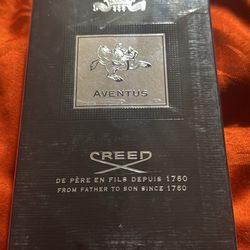 AVENTUS
CREED
DE PÈRE EN FILS DEPUIS 1760
FROM FATHER TO SON SINCE 1760